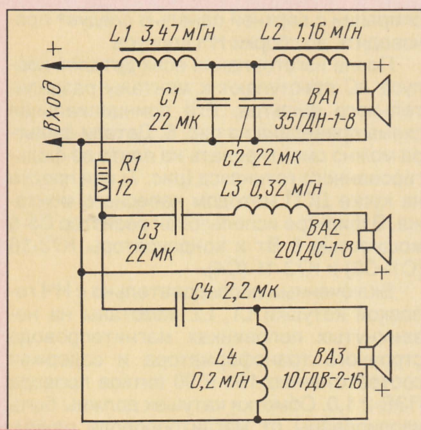 L1 3,47 мГн
L2 1,16 мГн
+
+
Вход
C1
22 мк
C2 22 мк
BA1
35ГДН-1-8
R1
12
VIII
L3 0,32мГн
+
C3
22 мк
BA2
20ГДС-1-8
C4 2,2 мк
L4
0,2 мГн
BA3
10ГДВ-2-16
+